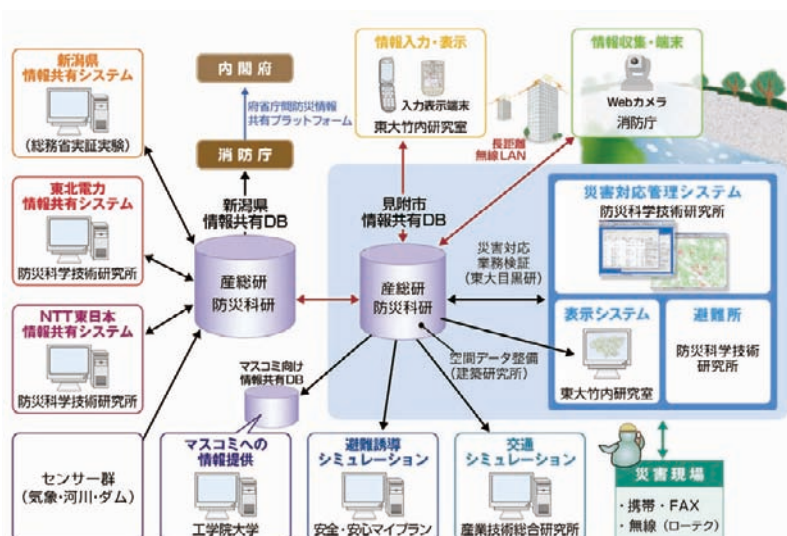 新潟県
情報共有システム
(総務省実証実験)
内閣府
府省庁間防災情報
共有プラットフォーム
消防庁
情報入力・表示
入力表示端末
東大竹内研究室
情報収集・端末
Webカメラ
消防庁
長距離
無線LAN
東北電力
情報共有システム
防災科学技術研究所
新潟県
情報共有DB
産総研
防災科研
見附市
情報共有DB
産総研
防災科研
災害対応
業務検証
(東大目黒研)
災害対応管理システム
防災科学技術研究所
NTT東日本
情報共有システム
防災科学技術研究所
表示システム
東大竹内研究室
避難所
防災科学技術
研究所
空間データ整備
(建築研究所)
マスコミ向け
情報共有DB
センサー群
(気象・河川・ダム)
マスコミへの
情報提供
工学院大学
避難誘導
シミュレーション
安全・安心マイプラン
交通
シミュレーション
産業技術総合研究所
災害現場
・携帯・FAX
・無線(ローテク)